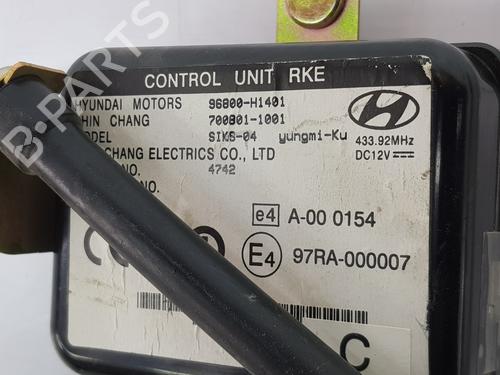 B-PARTS
CONTROL UNIT RKE
HYUNDAI MOTORS 96800-H1401
HIN CHANG 700801-1001
ODEL SIKS-04 yungmi-Ku
433.92MHz
CHANG ELECTRICS CO., LTD
DC12V
NO. 4742
NO.
e4 A-00 0154
E4 97RA-000007
C